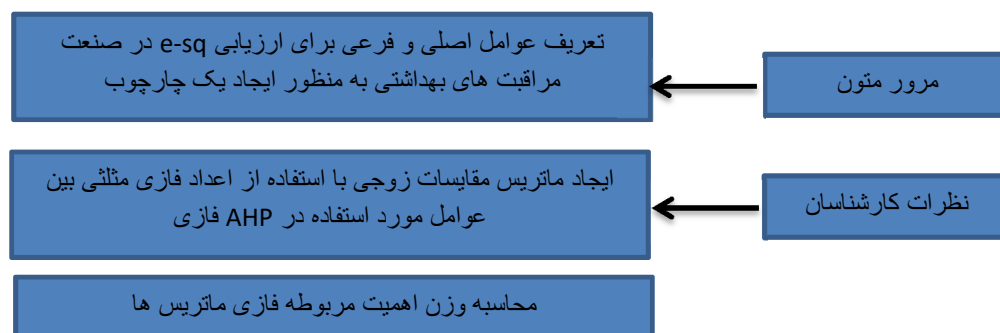 تعریف عوامل اصلی و فرعی برای ارزیابی e-sq در صنعت
مراقبت های بهداشتی به منظور ایجاد یک چارچوب
مرور متون
ایجاد ماتریس مقایسات زوجی با استفاده از اعداد فازی مثلثی بین
عوامل مورد استفاده در AHP فازی
نظرات کارشناسان
محاسبه وزن اهمیت مربوطه فازی ماتریس ها